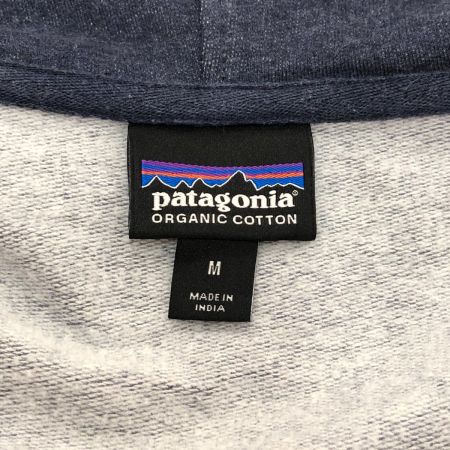 patagonia®
ORGANIC COTTON
M
MADE IN
INDIA